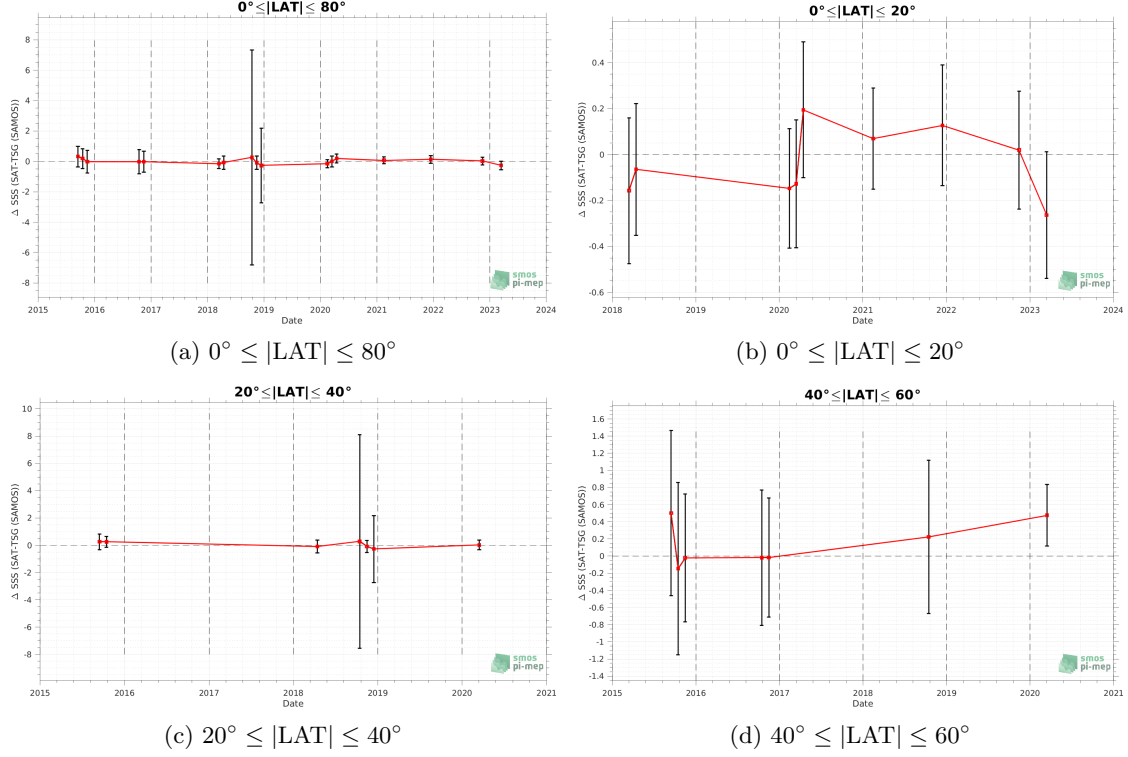 0°≤|LAT|≤ 80°
Δ SSS (SAT-TSG (SAMOS))
8
6
4
2
0
-2
-4
-6
-8
2015 2016 2017 2018 2019 2020 2021 2022 2023 2024
Date
smos
pi-mep
(a) 0° ≤ |LAT| ≤ 80°
0°≤|LAT|≤ 20°
Δ SSS (SAT-TSG (SAMOS))
0.4
0.2
0
-0.2
-0.4
-0.6
2018 2019 2020 2021 2022 2023 2024
Date
smos
pi-mep
(b) 0° ≤ |LAT| ≤ 20°
20°≤|LAT|≤ 40°
Δ SSS (SAT-TSG (SAMOS))
10
8
6
4
2
0
-2
-4
-6
-8
2015 2016 2017 2018 2019 2020 2021
Date
smos
pi-mep
(c) 20° ≤ |LAT| ≤ 40°
40°≤|LAT|≤ 60°
Δ SSS (SAT-TSG (SAMOS))
1.6
1.4
1.2
1
0.8
0.6
0.4
0.2
0
-0.2
-0.4
-0.6
-0.8
-1
-1.2
-1.4
2015 2016 2017 2018 2019 2020 2021
Date
smos
pi-mep
(d) 40° ≤ |LAT| ≤ 60°